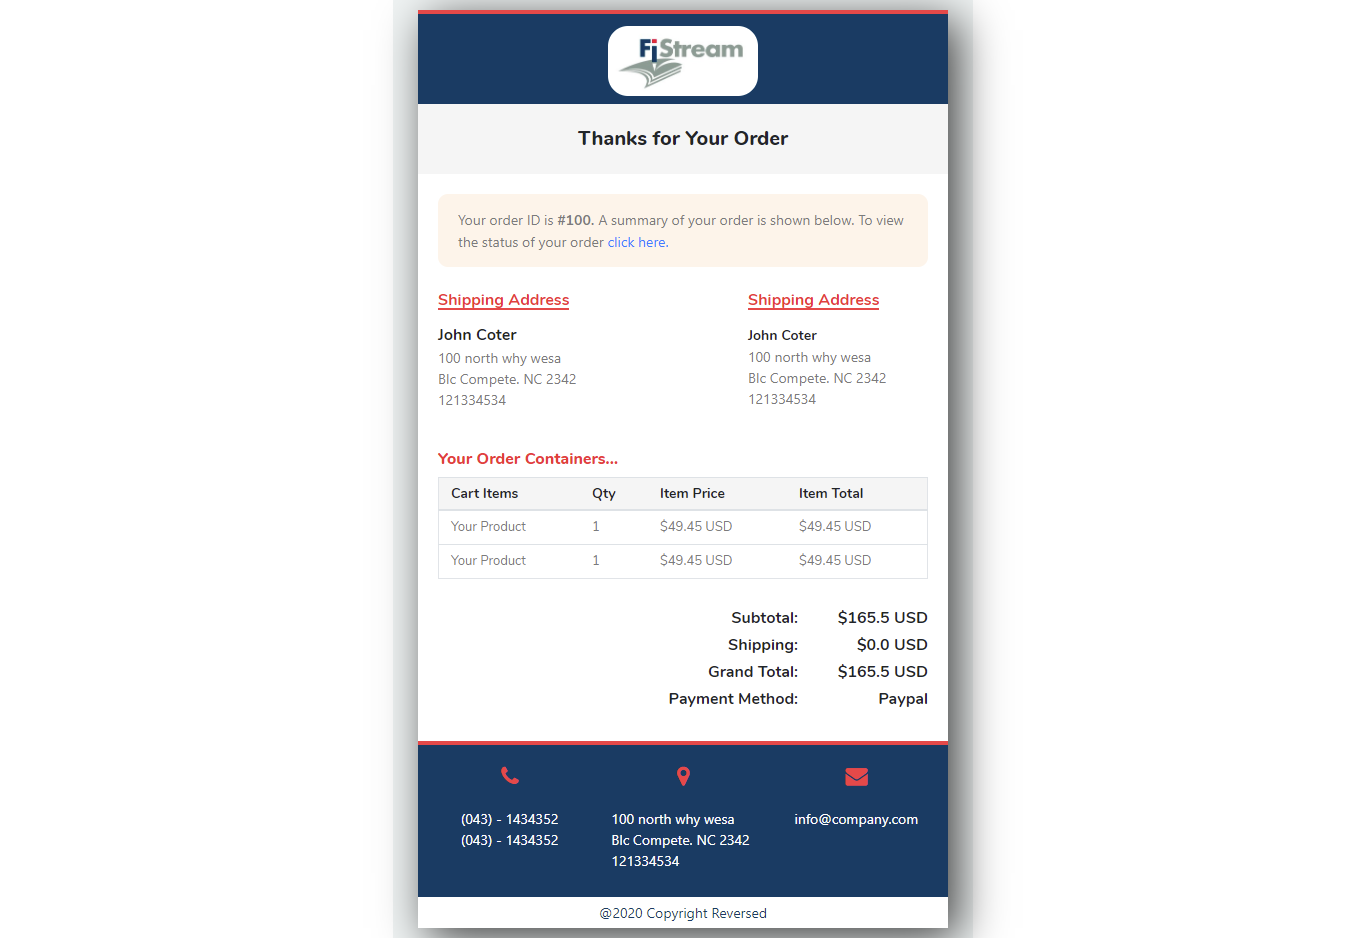 FiStream
Thanks for Your Order
Your order ID is #100. A summary of your order is shown below. To view
the status of your order click here.
Shipping Address
John Coter
100 north why wesa
Blc Compete. NC 2342
121334534
Shipping Address
John Coter
100 north why wesa
Blc Compete. NC 2342
121334534
Your Order Containers...
Cart Items Qty Item Price Item Total
Your Product 1 $49.45 USD $49.45 USD
Your Product 1 $49.45 USD $49.45 USD
Subtotal: $165.5 USD
Shipping: $0.0 USD
Grand Total: $165.5 USD
Payment Method: Paypal
(043) - 1434352
(043) - 1434352
100 north why wesa
Blc Compete. NC 2342
121334534
info@company.com
@2020 Copyright Reversed